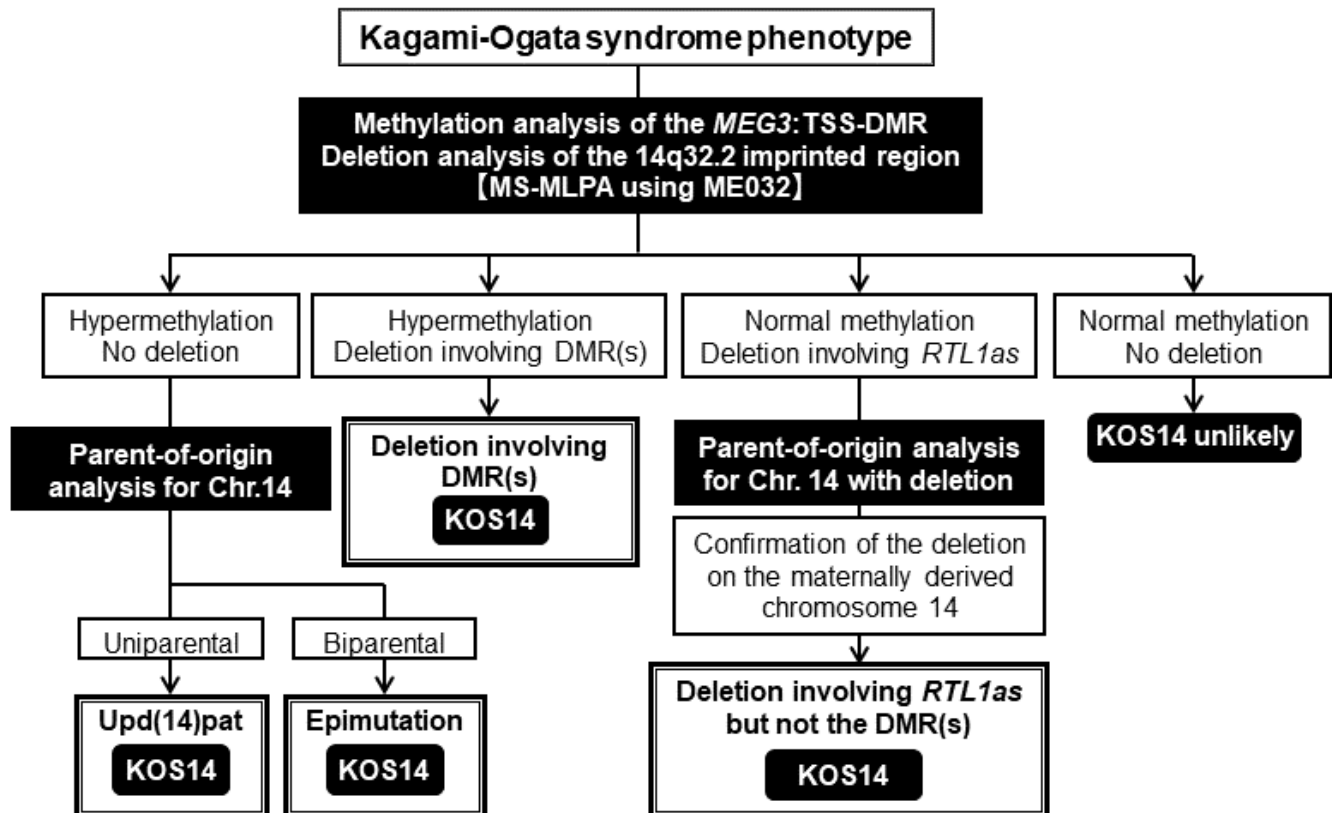 Kagami-Ogata syndrome phenotype
Methylation analysis of the MEG3:TSS-DMR
Deletion analysis of the 14q32.2 imprinted region
【MS-MLPA using ME032】
Hypermethylation
No deletion
Hypermethylation
Deletion involving DMR(s)
Normal methylation
Deletion involving RTL1as
Normal methylation
No deletion
Parent-of-origin
analysis for Chr.14
Deletion involving
DMR(s)
KOS14
Parent-of-origin analysis
for Chr. 14 with deletion
KOS14 unlikely
Confirmation of the deletion
on the maternally derived
chromosome 14
Uniparental
Biparental
Upd(14)pat
KOS14
Epimutation
KOS14
Deletion involving RTL1as
but not the DMR(s)
KOS14